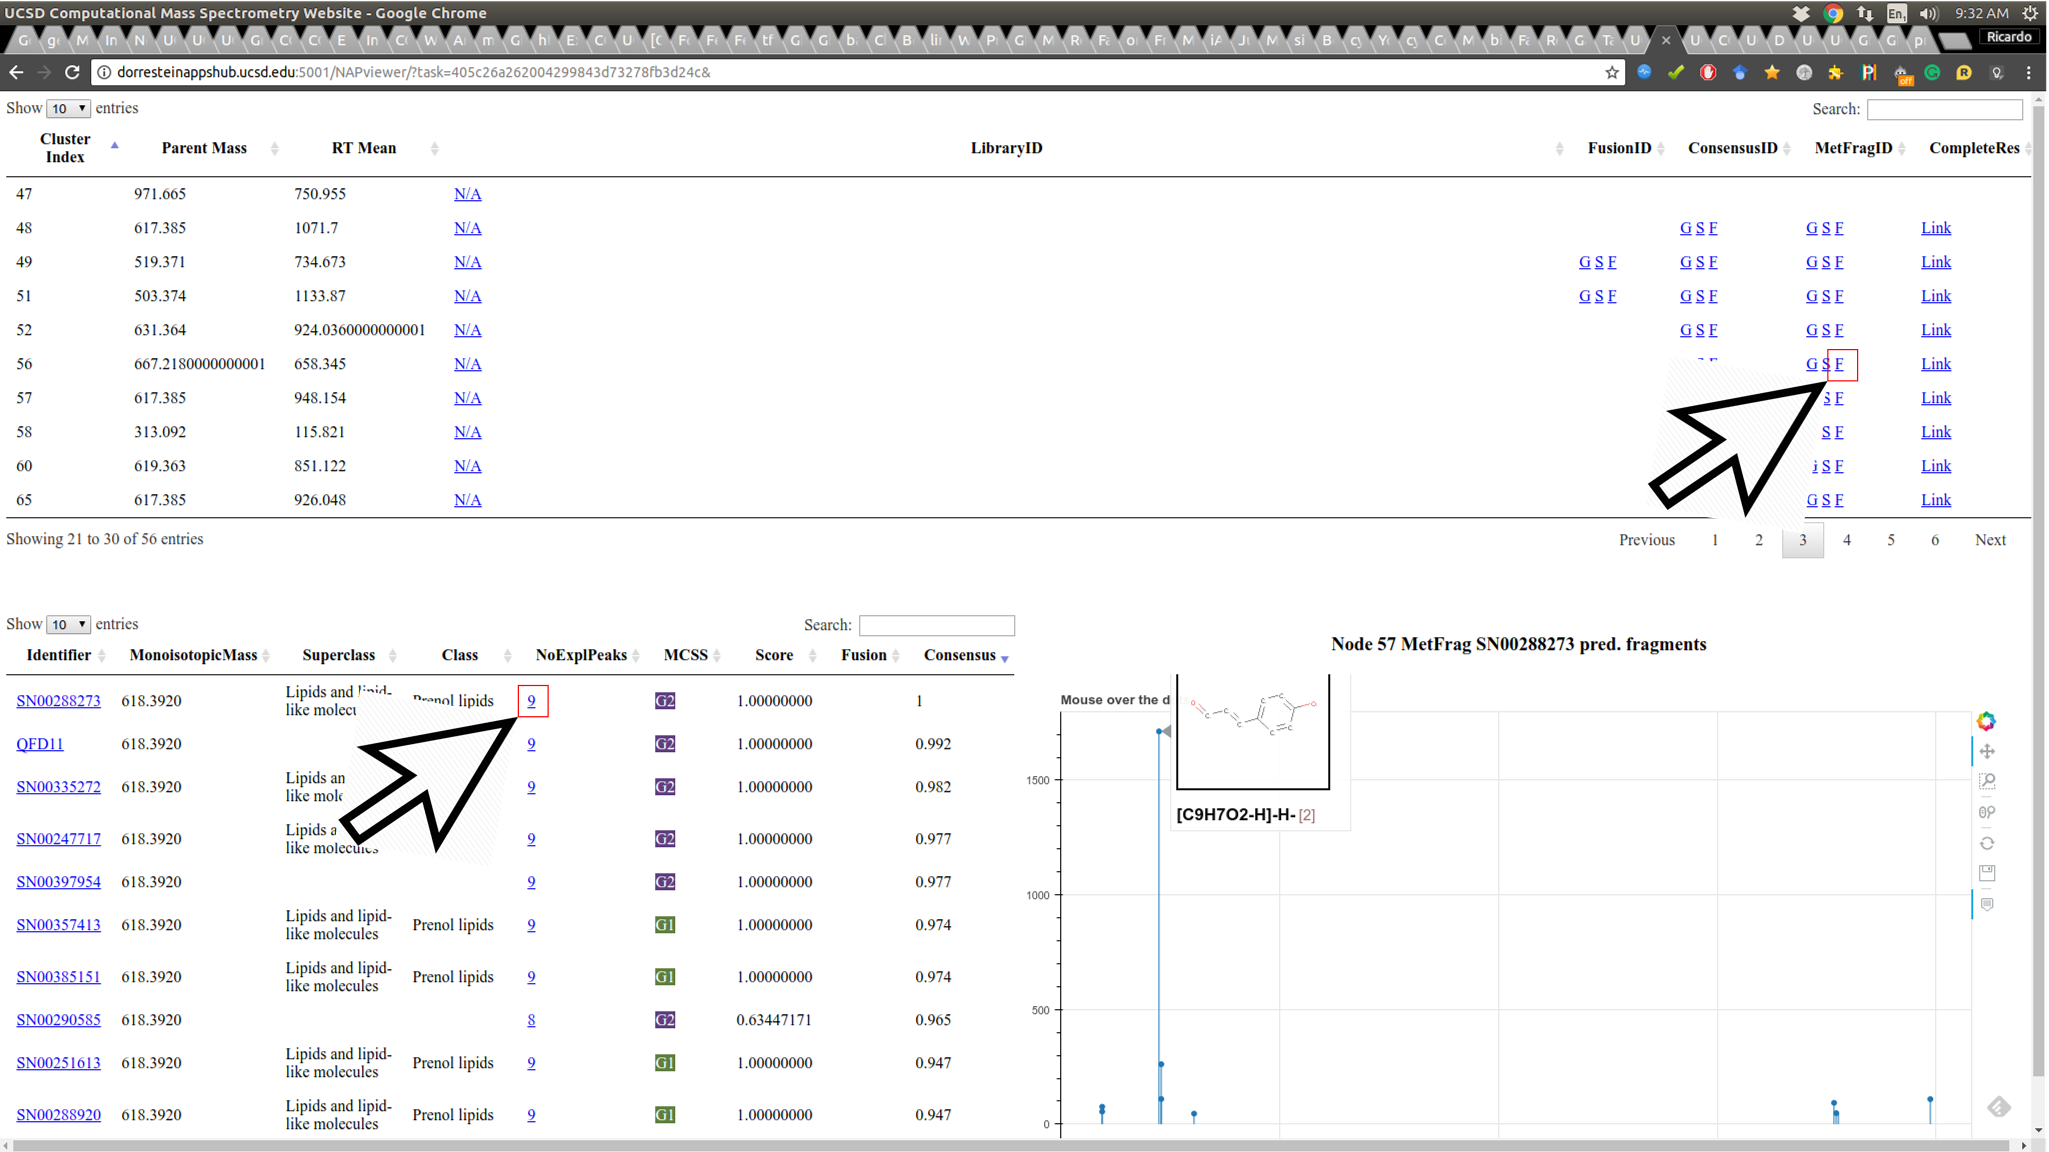 UCSD Computational Mass Spectrometry Website - Google Chrome
En
9:32 AM
Ricardo
dorresteinappshub.ucsd.edu:5001/NAPviewer/?task=405c26a262004299843d73278fb3d24c&
off
Show 10 entries
Search:
Cluster Index Parent Mass RT Mean LibraryID FusionID ConsensusID MetFragID CompleteRes
47 971.665 750.955 N/A
48 617.385 1071.7 N/A G S F G S F Link
49 519.371 734.673 N/A G S F G S F G S F Link
51 503.374 1133.87 N/A G S F G S F G S F Link
52 631.364 924.0360000000001 N/A G S F G S F Link
56 667.2180000000001 658.345 N/A G S F Link
57 617.385 948.154 N/A S F Link
58 313.092 115.821 N/A S F Link
60 619.363 851.122 N/A G S F Link
65 617.385 926.048 N/A G S F Link
Showing 21 to 30 of 56 entries
Previous 1 2 3 4 5 6 Next
Show 10 entries
Search:
Identifier MonoisotopicMass Superclass Class NoExplPeaks MCSS Score Fusion Consensus
SN00288273 618.3920 Lipids and lipid-like molecu Prenol lipids 9 G2 1.00000000 1
QFD11 618.3920 9 G2 1.00000000 0.992
SN00335272 618.3920 Lipids an like mole 9 G2 1.00000000 0.982
SN00247717 618.3920 Lipids a like molecules 9 G2 1.00000000 0.977
SN00397954 618.3920 9 G2 1.00000000 0.977
SN00357413 618.3920 Lipids and lipid-like molecules Prenol lipids 9 G1 1.00000000 0.974
SN00385151 618.3920 Lipids and lipid-like molecules Prenol lipids 9 G1 1.00000000 0.974
SN00290585 618.3920 8 G2 0.63447171 0.965
SN00251613 618.3920 Lipids and lipid-like molecules Prenol lipids 9 G1 1.00000000 0.947
SN00288920 618.3920 Lipids and lipid-like molecules Prenol lipids 9 G1 1.00000000 0.947
Node 57 MetFrag SN00288273 pred. fragments
Mouse over the d
[C9H7O2-H]-H- [2]
1500
1000
500
0